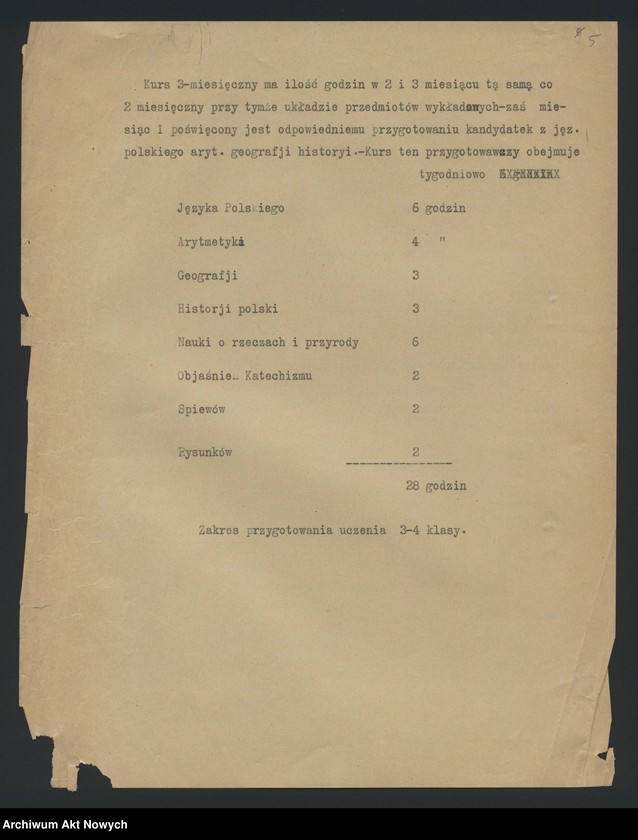 5
Kurs 3-miesięczny ma ilość godzin w 2 i 3 miesiącu tą samą co
2 miesięczny przy tymże układzie przedmiotów wykładanych-zaś mie-
siąc I poświęcony jest odpowiedniemu przygotowaniu kandydatek z jęz.
polskiego aryt. geografji historyi.-Kurs ten przygotowawczy obejmuje
tygodniowo
Języka Polskiego 6 godzin
Arytmetyki 4 "
Geografji 3
Historji polski 3
Nauki o rzeczach i przyrody 6
Objaśnień Katechizmu 2
Spiewów 2
Rysunków 2
28 godzin
Zakres przygotowania uczenia 3-4 klasy.
Archiwum Akt Nowych